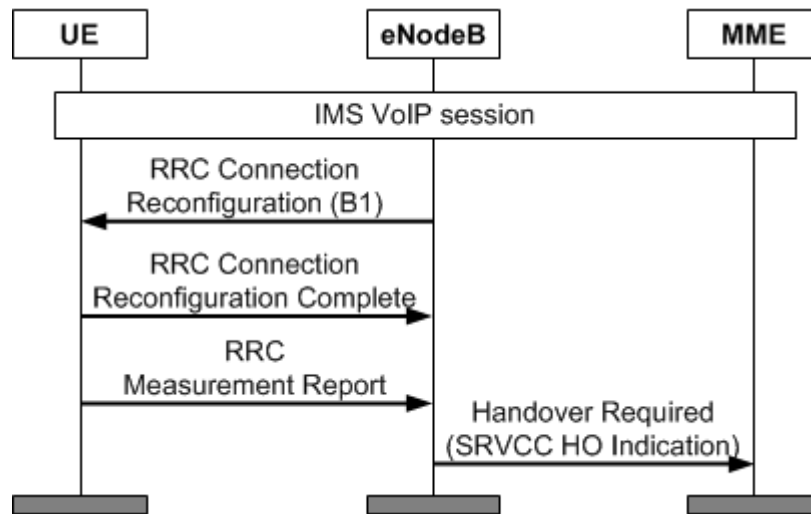 UE
eNodeB
MME
IMS VoIP session
RRC Connection
Reconfiguration (B1)
RRC Connection
Reconfiguration Complete
RRC
Measurement Report
Handover Required
(SRVCC HO Indication)